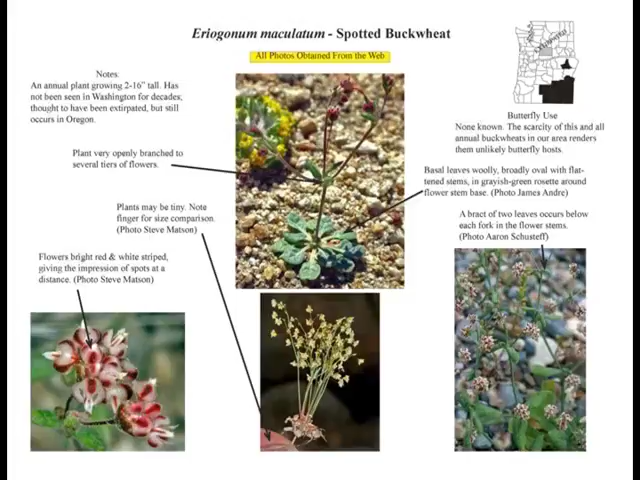 Eriogonum maculatum - Spotted Buckwheat
All Photos Obtained From the Web
Notes:
An annual plant growing 2-16" tall. Has
not been seen in Washington for decades;
thought to have been extirpated, but still
occurs in Oregon.
Butterfly Use
None known. The scarcity of this and all
annual buckwheats in our area renders
them unlikely butterfly hosts.
Plant very openly branched to
several tiers of flowers.
Basal leaves woolly, broadly oval with flat-
tened stems, in grayish-green rosette around
flower stem base. (Photo James Andre)
Plants may be tiny. Note
finger for size comparison.
(Photo Steve Matson)
A bract of two leaves occurs below
each fork in the flower stems.
(Photo Aaron Schusteff)
Flowers bright red & white striped,
giving the impression of spots at a
distance. (Photo Steve Matson)